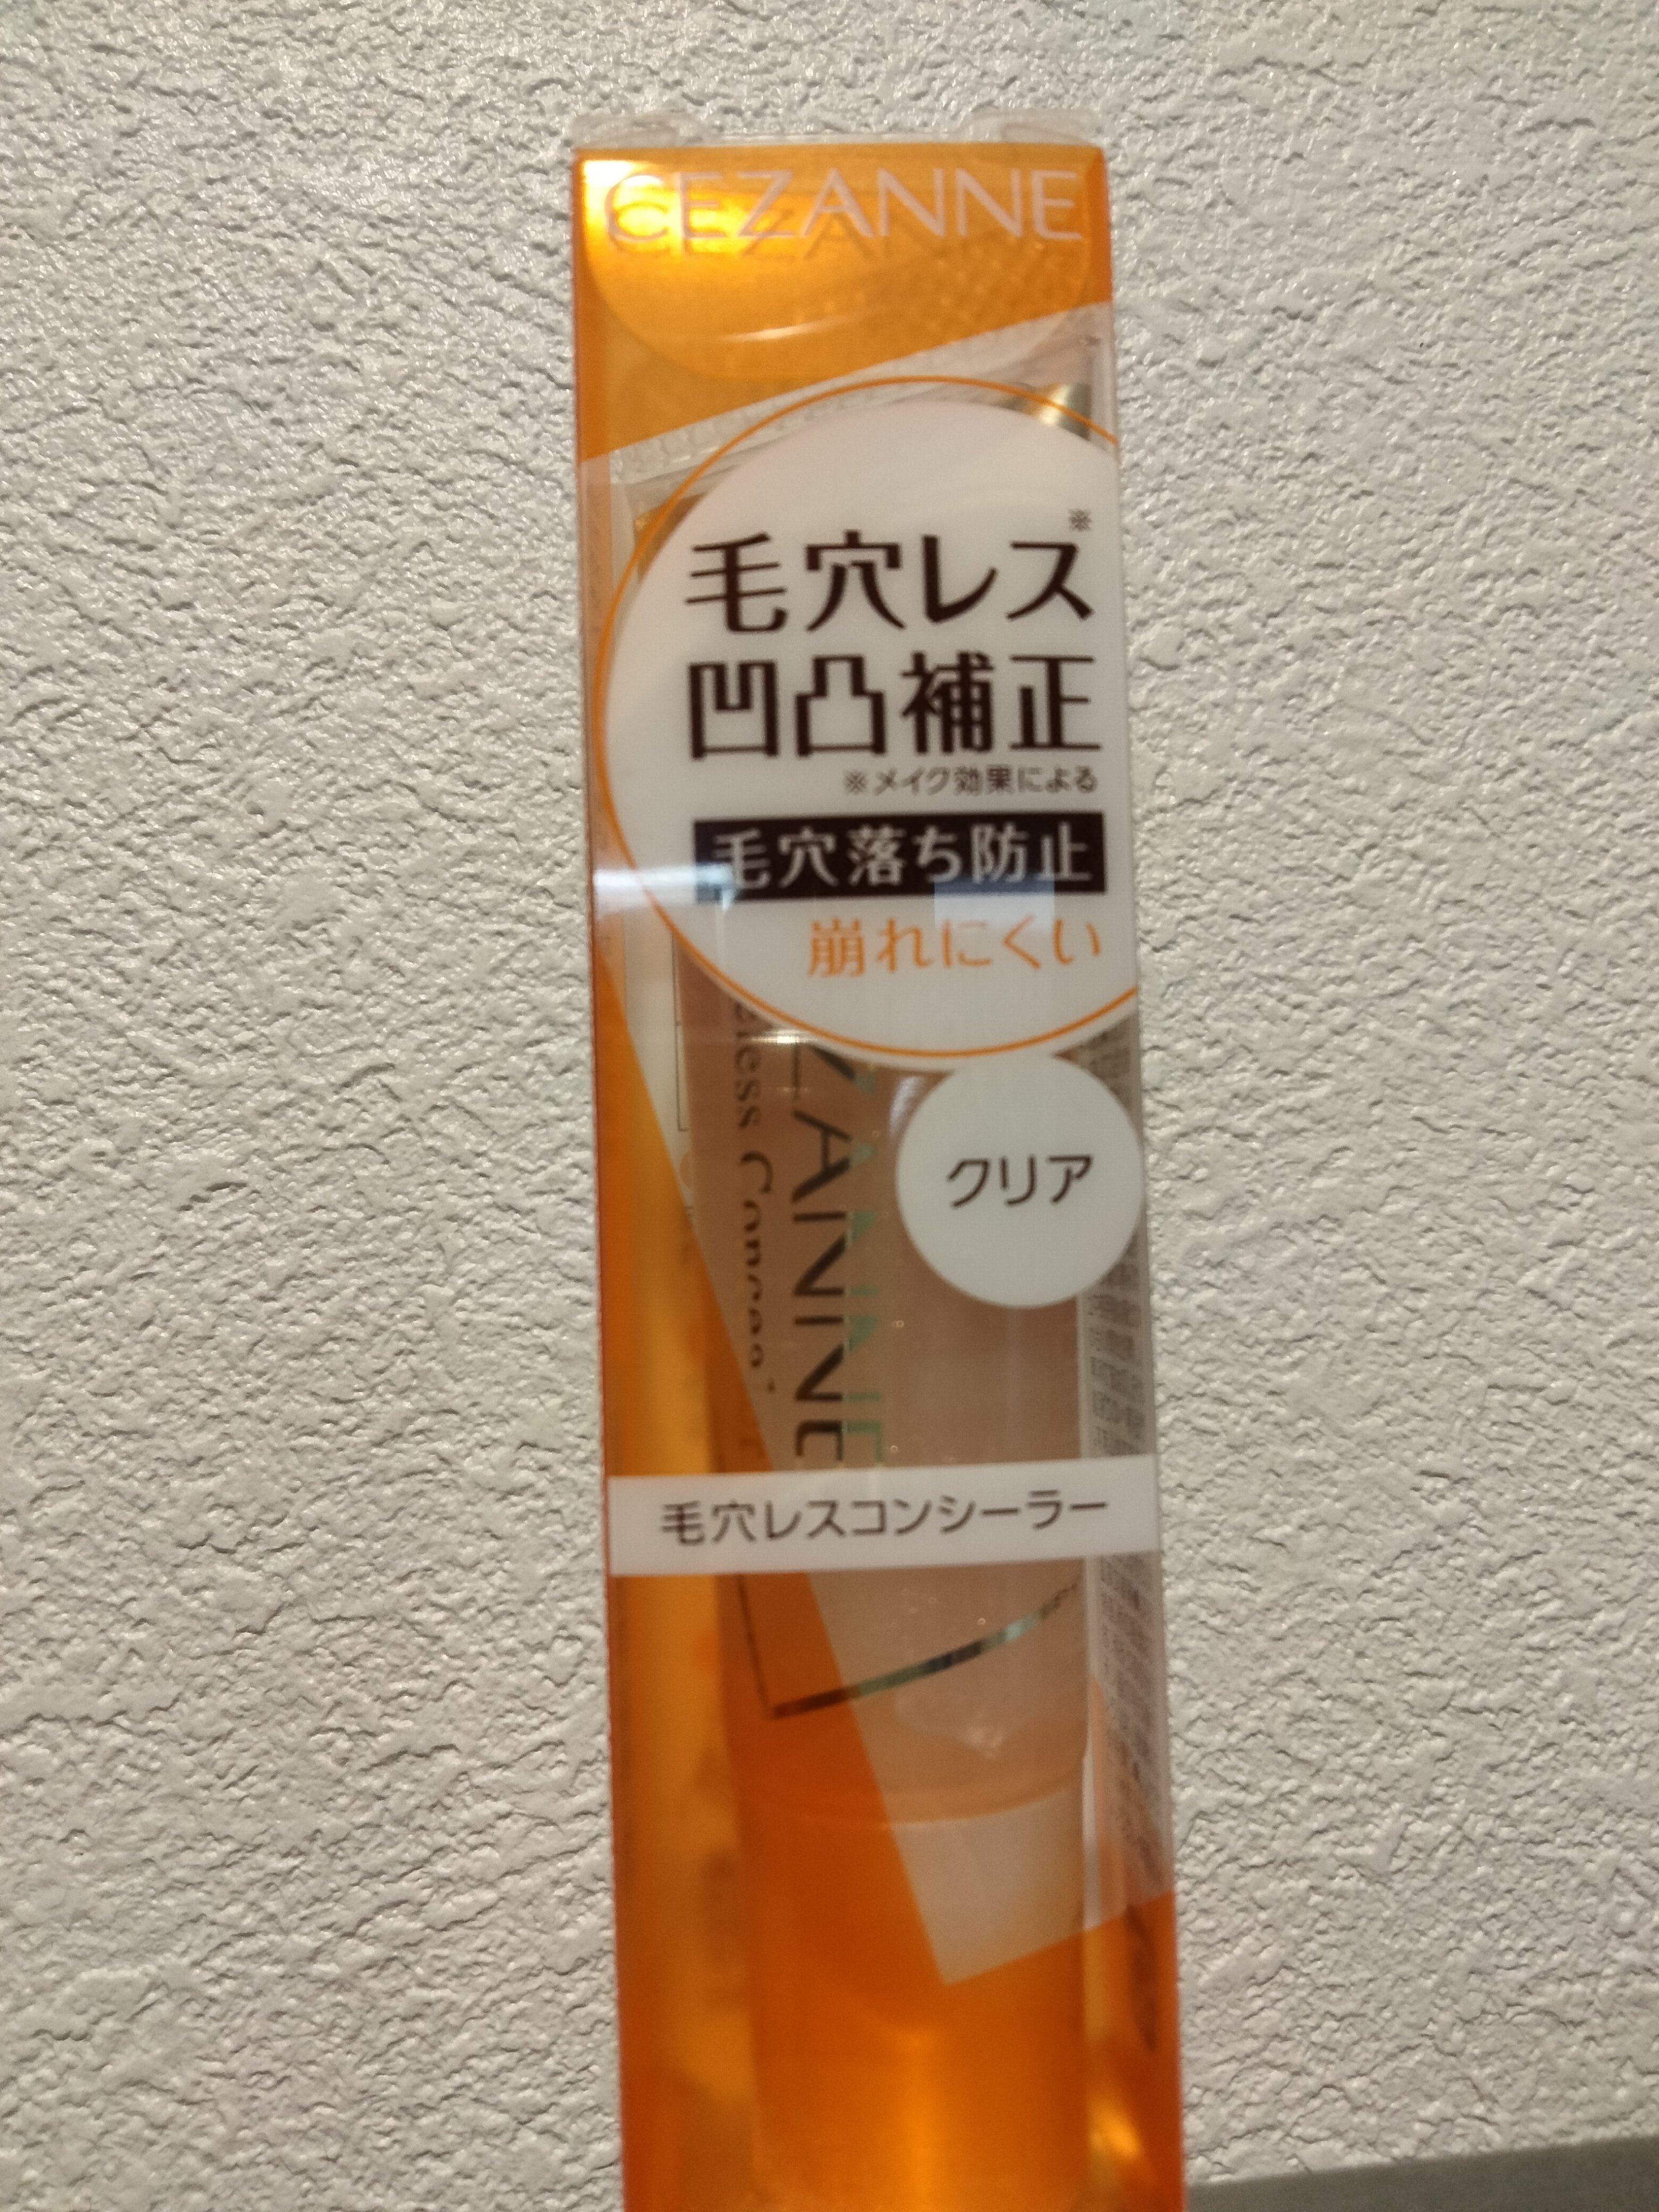 CEZANNE
毛穴レス※
凹凸補正
※メイク効果による
毛穴落ち防止
崩れにくい
クリア
毛穴レスコンシーラー